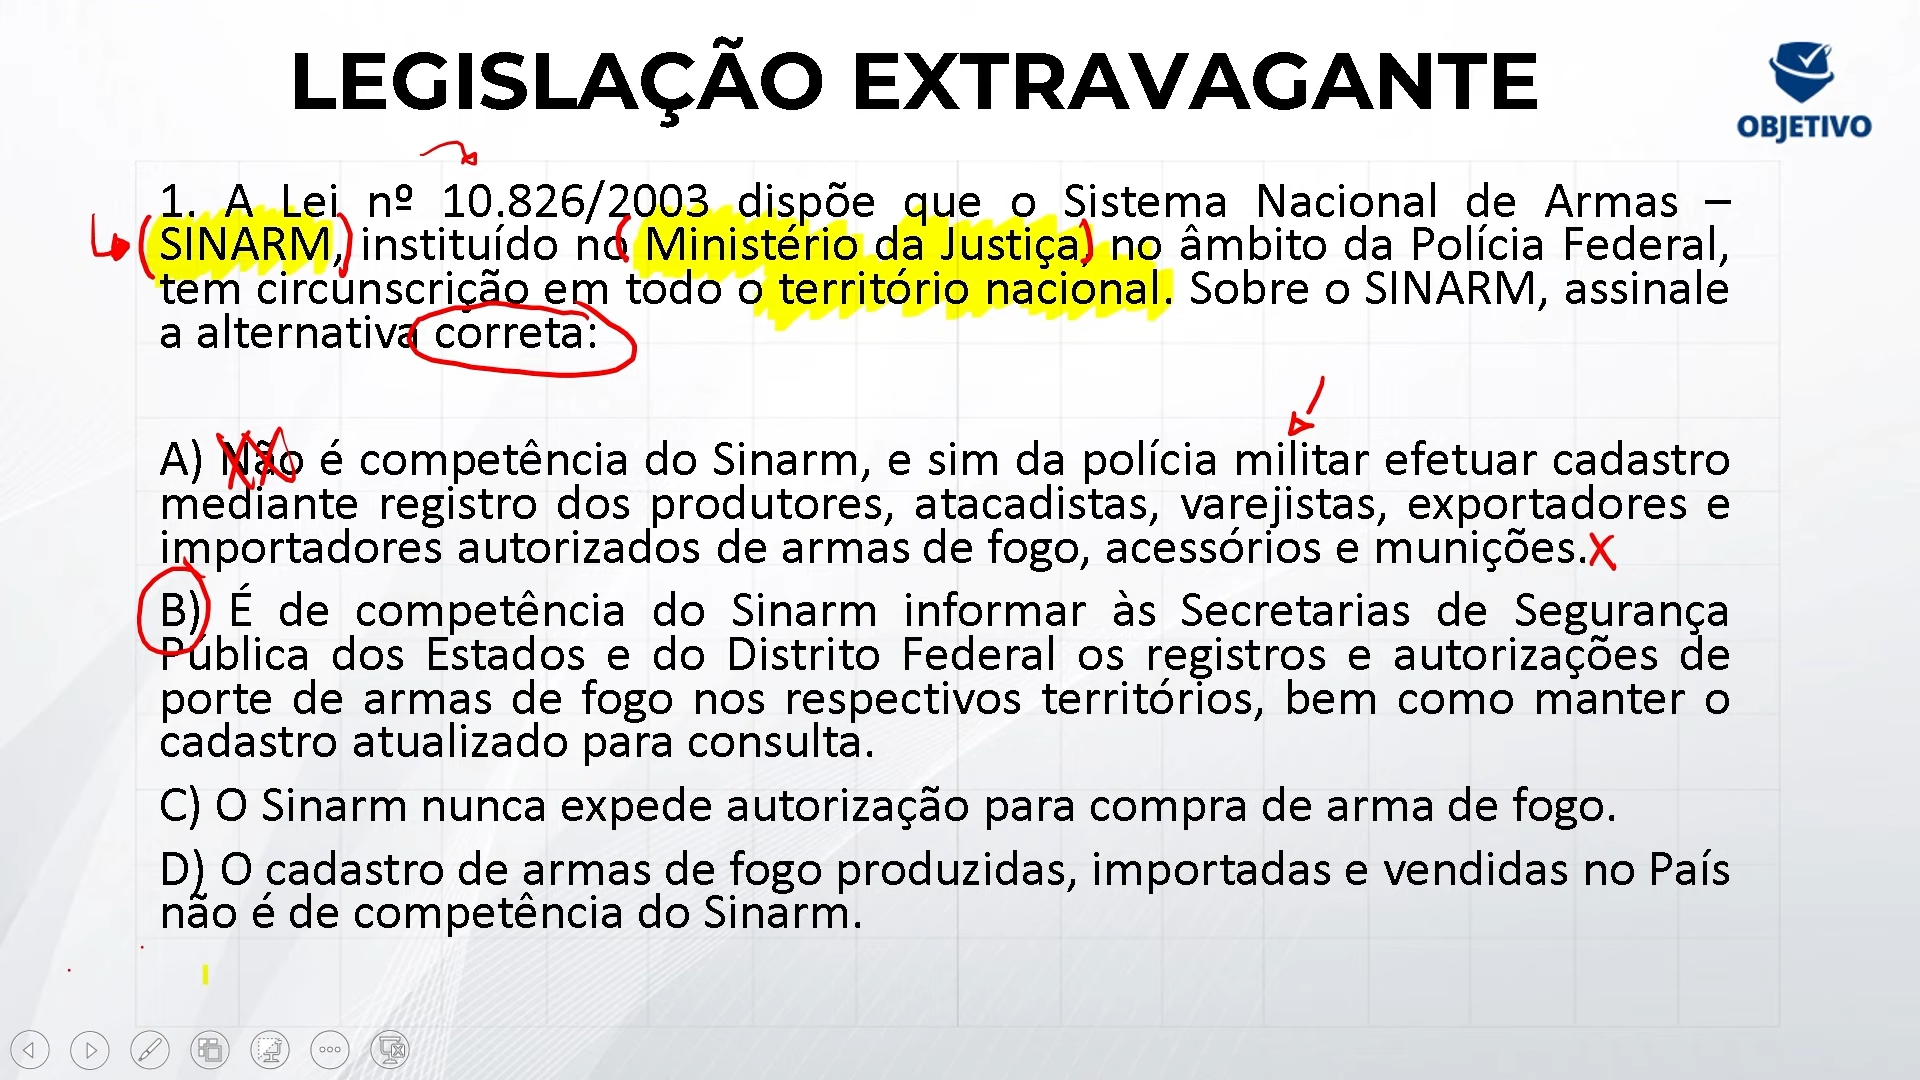 LEGISLAÇÃO EXTRAVAGANTE
OBJETIVO
1. A Lei nº 10.826/2003 dispõe que o Sistema Nacional de Armas –
SINARM, instituído no Ministério da Justiça, no âmbito da Polícia Federal,
tem circunscrição em todo o território nacional. Sobre o SINARM, assinale
a alternativa correta:
A) Não é competência do Sinarm, e sim da polícia militar efetuar cadastro
mediante registro dos produtores, atacadistas, varejistas, exportadores e
importadores autorizados de armas de fogo, acessórios e munições.
B) É de competência do Sinarm informar às Secretarias de Segurança
Pública dos Estados e do Distrito Federal os registros e autorizações de
porte de armas de fogo nos respectivos territórios, bem como manter o
cadastro atualizado para consulta.
C) O Sinarm nunca expede autorização para compra de arma de fogo.
D) O cadastro de armas de fogo produzidas, importadas e vendidas no País
não é de competência do Sinarm.